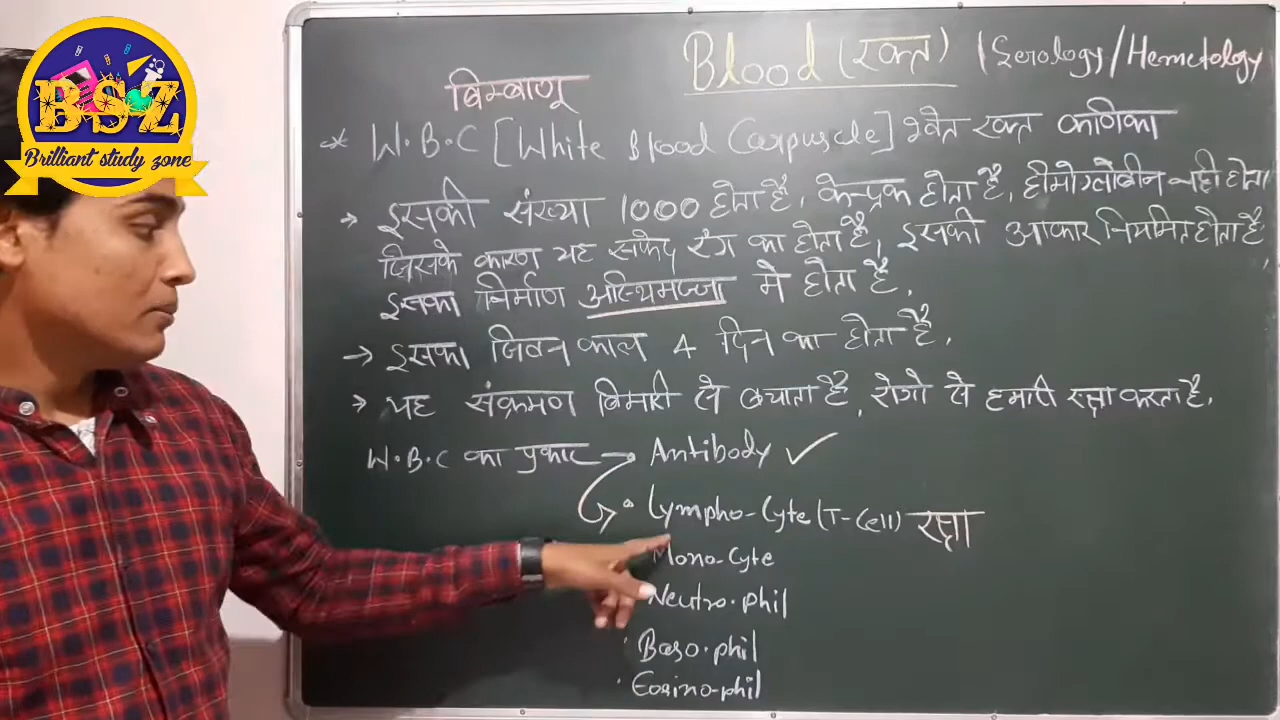 BSZ
Brilliant study zone
Blood (रक्त) (Serology/Hemetology
बिम्बाणू
* W.B.C [White Blood Carpuscle] श्वेत रक्त कणिका
→ इसकी संख्या 1000 होता है, केन्द्रक होता है, हीमोग्लोबीन नही होता
जिसके कारण यह सफेद रंग का होता है, इसकी आकार नियमित होता है,
इसका निर्माण अस्थिमज्जा मे होता है,
→ इसका जिवन काल 4 दिन का होता है,
→ यह संक्रमण बिमारी से बचाता है, रोगो से हमारी रक्षा करता है,
W.B.C का प्रकार → Antibody ✓
• Lympho-Cyte (T-Cell) रक्षा
Mono-Cyte
Neutro.phil
• Baso.phil
• Eosino-phil